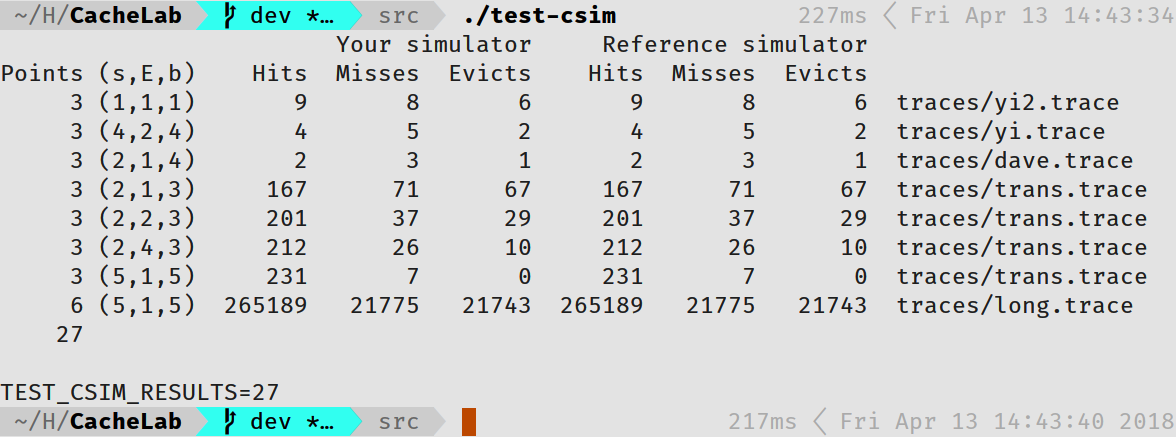 ~/H/CacheLab dev *… src ./test-csim 227ms Fri Apr 13 14:43:34
Your simulator Reference simulator
Points (s,E,b) Hits Misses Evicts Hits Misses Evicts
3 (1,1,1) 9 8 6 9 8 6 traces/yi2.trace
3 (4,2,4) 4 5 2 4 5 2 traces/yi.trace
3 (2,1,4) 2 3 1 2 3 1 traces/dave.trace
3 (2,1,3) 167 71 67 167 71 67 traces/trans.trace
3 (2,2,3) 201 37 29 201 37 29 traces/trans.trace
3 (2,4,3) 212 26 10 212 26 10 traces/trans.trace
3 (5,1,5) 231 7 0 231 7 0 traces/trans.trace
6 (5,1,5) 265189 21775 21743 265189 21775 21743 traces/long.trace
27
TEST_CSIM_RESULTS=27
~/H/CacheLab dev *… src 217ms Fri Apr 13 14:43:40 2018